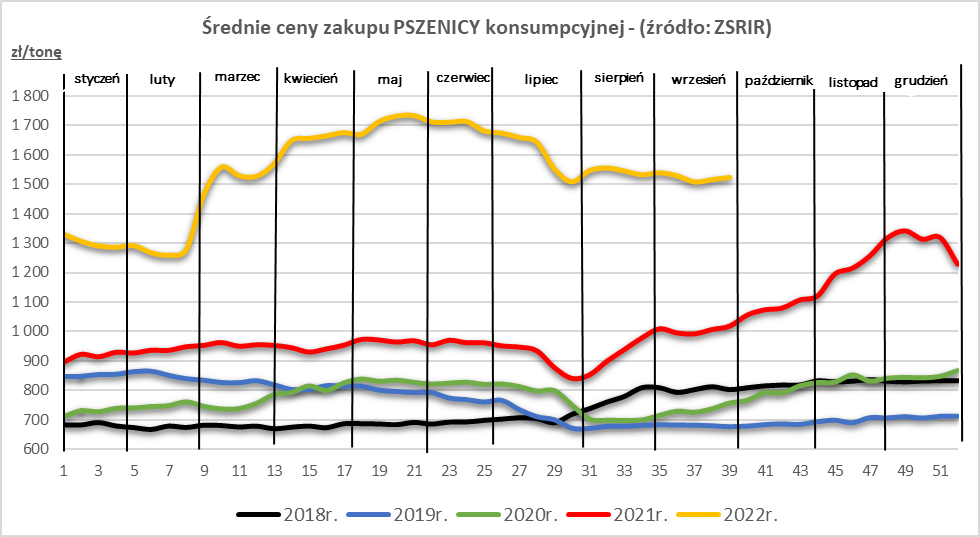 Średnie ceny zakupu PSZENICY konsumpcyjnej - (źródło: ZSRIR)
zł/tonę
styczeń luty marzec kwiecień maj czerwiec lipiec sierpień wrzesień październik listopad grudzień
1 800
1 700
1 600
1 500
1 400
1 300
1 200
1 100
1 000
900
800
700
600
1 3 5 7 9 11 13 15 17 19 21 23 25 27 29 31 33 35 37 39 41 43 45 47 49 51
2018r. 2019r. 2020r. 2021r. 2022r.